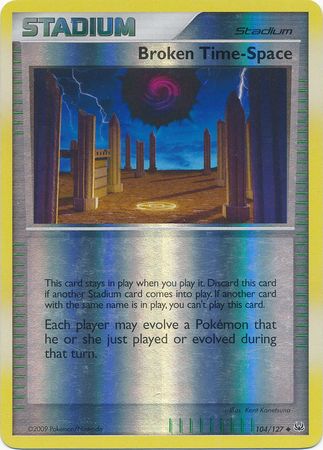 STADIUM
Stadium
Broken Time-Space
This card stays in play when you play it. Discard this
card if another Stadium card comes into play. If another card
with the same name is in play, you can't play this card.
Each player may evolve a Pokémon that
he or she just played or evolved during
that turn.
Illus. Kent Kanetsuna
©2009 Pokémon/Nintendo
104/127